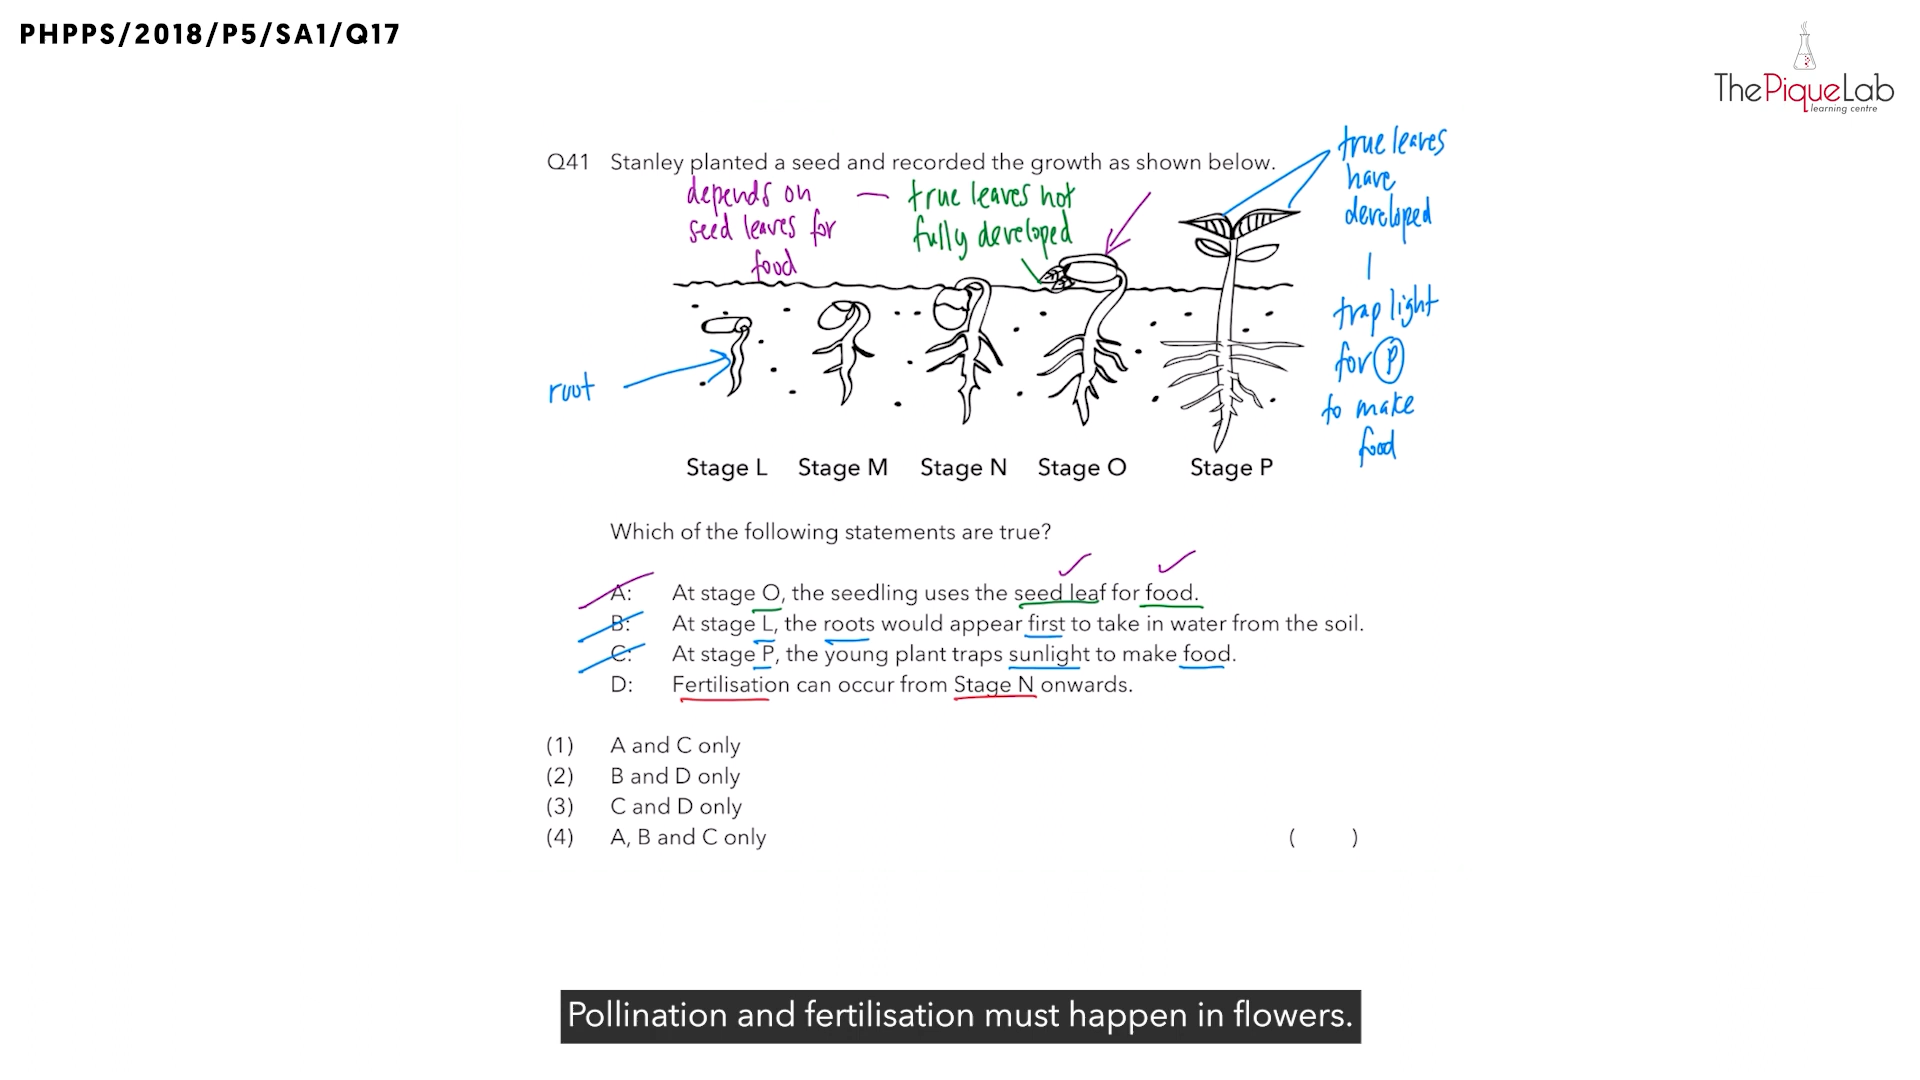 PHPPS/2018/P5/SA1/Q17
ThePiqueLab
learning centre
Q41 Stanley planted a seed and recorded the growth as shown below.
depends on
seed leaves for
food
true leaves not
fully developed
true leaves
have
developed
trap light
for P
to make
food
root
Stage L Stage M Stage N Stage O Stage P
Which of the following statements are true?
A: At stage O, the seedling uses the seed leaf for food.
B: At stage L, the roots would appear first to take in water from the soil.
C: At stage P, the young plant traps sunlight to make food.
D: Fertilisation can occur from Stage N onwards.
(1) A and C only
(2) B and D only
(3) C and D only
(4) A, B and C only ( )
Pollination and fertilisation must happen in flowers.